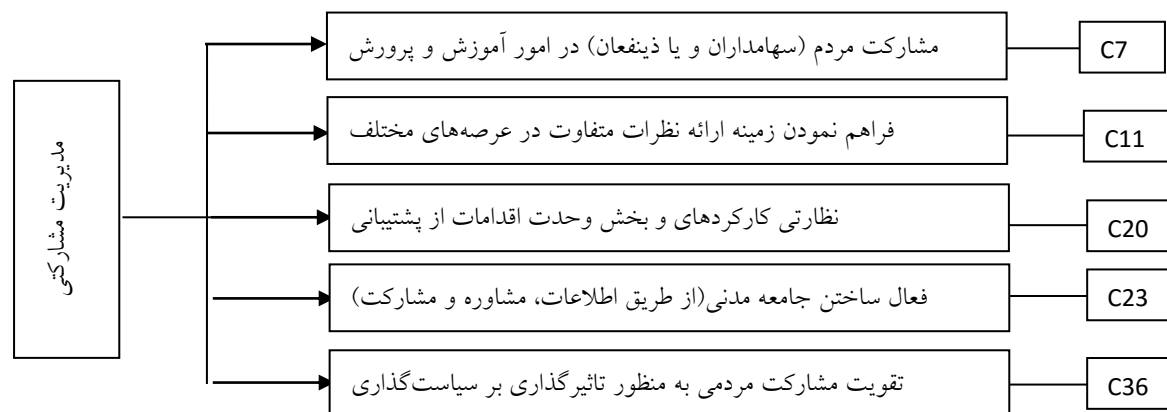 مدیریت مشارکتی
مشارکت مردم (سهامداران و یا ذینفعان) در امور آموزش و پرورش
C7
فراهم نمودن زمینه ارائه نظرات متفاوت در عرصه‌های مختلف
C11
نظارتی کارکردهای و بخش وحدت اقدامات از پشتیبانی
C20
فعال ساختن جامعه مدنی(از طریق اطلاعات، مشاوره و مشارکت)
C23
تقویت مشارکت مردمی به منظور تاثیرگذاری بر سیاست‌گذاری
C36